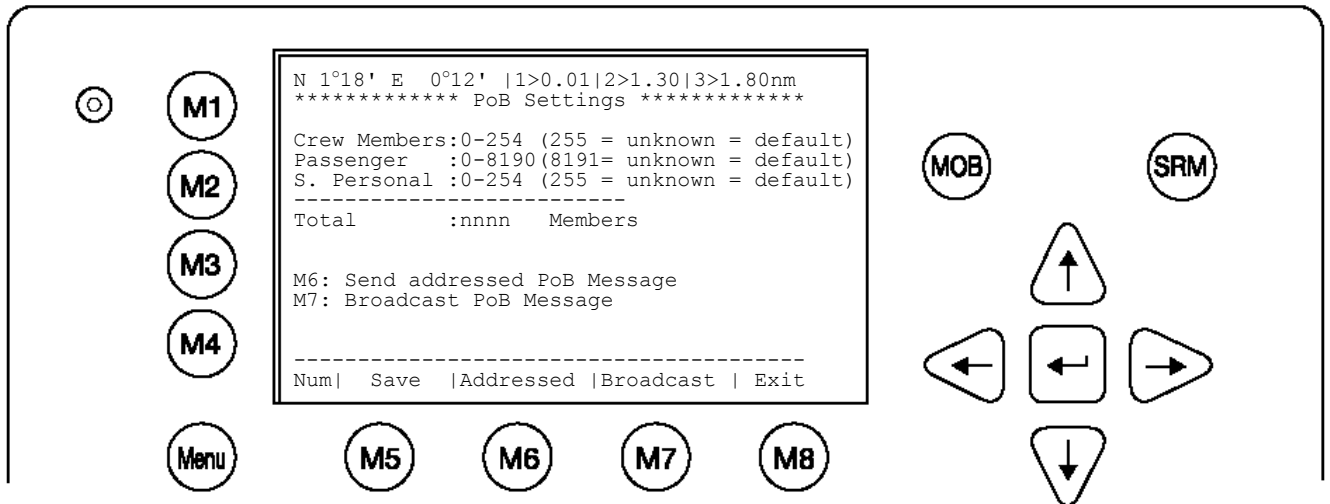 N 1°18' E 0°12' |1>0.01|2>1.30|3>1.80nm
************* PoB Settings *************
Crew Members:0-254 (255 = unknown = default)
Passenger :0-8190(8191= unknown = default)
S. Personal :0-254 (255 = unknown = default)
--------------------------
Total :nnnn Members
M6: Send addressed PoB Message
M7: Broadcast PoB Message
----------------------------------------
Num| Save |Addressed |Broadcast | Exit
M1
M2
M3
M4
Menu
M5
M6
M7
M8
MOB
SRM